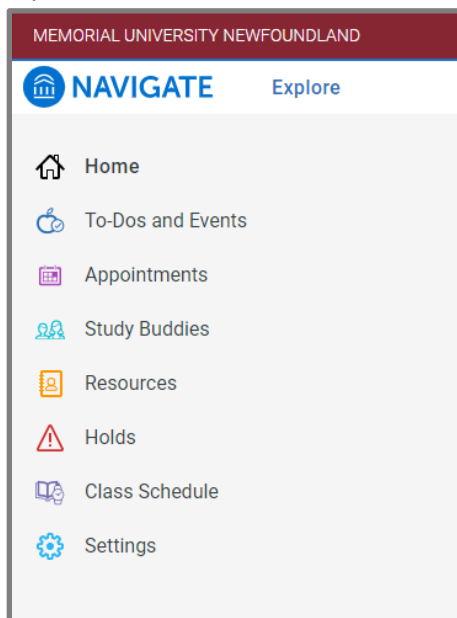 MEMORIAL UNIVERSITY NEWFOUNDLAND
NAVIGATE Explore
Home
To-Dos and Events
Appointments
Study Buddies
Resources
Holds
Class Schedule
Settings